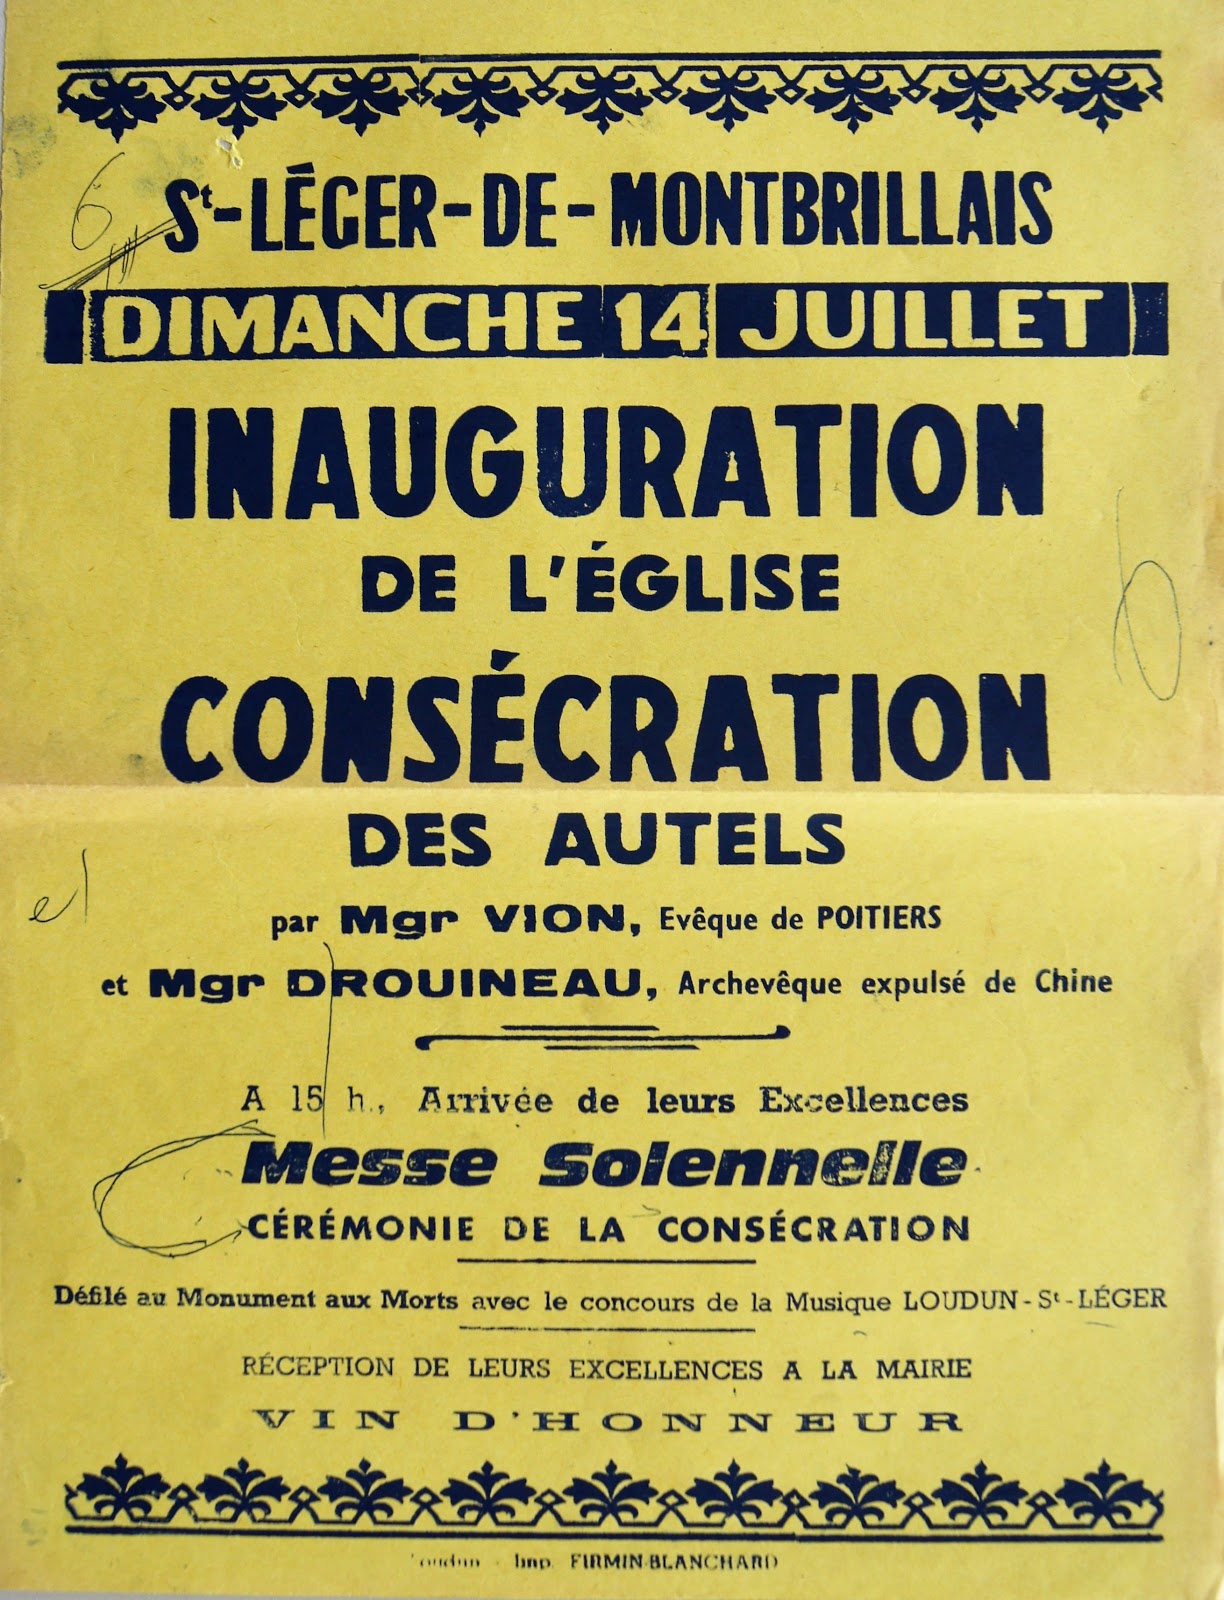 St-LÉGER-DE-MONTBRILLAIS
DIMANCHE 14 JUILLET
INAUGURATION
DE L'ÉGLISE
CONSÉCRATION
DES AUTELS
par Mgr VION, Evêque de POITIERS
et Mgr DROUINEAU, Archevêque expulsé de Chine
A 15 h., Arrivée de leurs Excellences
Messe Solennelle
CÉRÉMONIE DE LA CONSÉCRATION
Défilé au Monument aux Morts avec le concours de la Musique LOUDUN-St-LÉGER
RÉCEPTION DE LEURS EXCELLENCES A LA MAIRIE
VIN D'HONNEUR
Loudun - Imp. FIRMIN-BLANCHARD